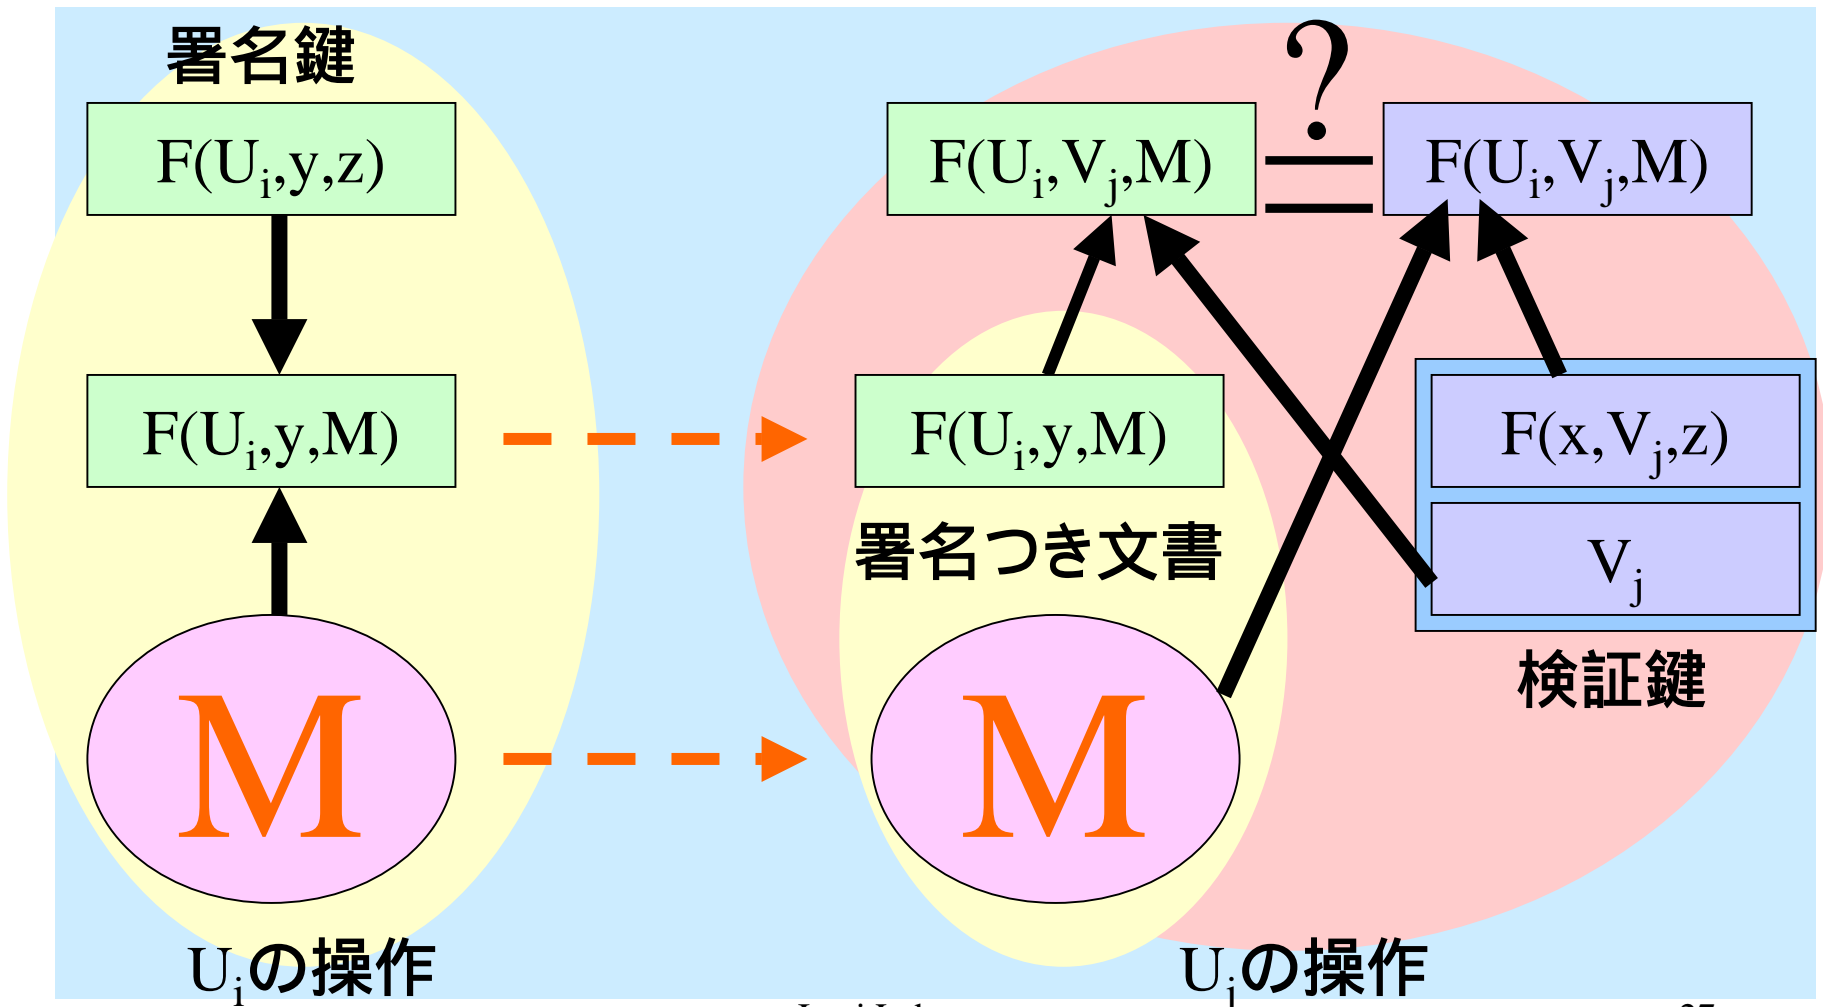 署名鍵
F(Ui,y,z)
F(Ui,y,M)
M
Uiの操作
F(Ui,Vj,M)
?
=
F(Ui,Vj,M)
F(Ui,y,M)
署名つき文書
M
F(x,Vj,z)
Vj
検証鍵
Ujの操作